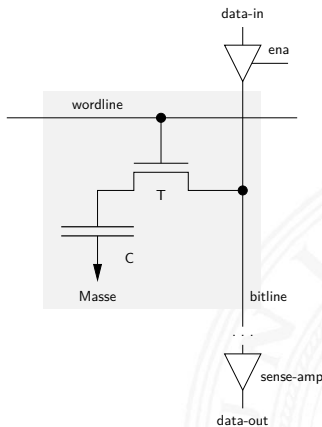 data-in
ena
wordline
T
C
Masse
bitline
. . .
sense-amp
data-out